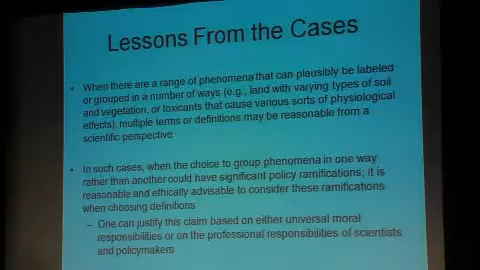 Lessons From the Cases
• When there are a range of phenomena that can plausibly be labeled
or grouped in a number of ways (e.g., land with varying types of soil
and vegetation, or toxicants that cause various sorts of physiological
effects), multiple terms or definitions may be reasonable from a
scientific perspective
• In such cases, when the choice to group phenomena in one way
rather than another could have significant policy ramifications, it is
reasonable and ethically advisable to consider these ramifications
when choosing definitions
– One can justify this claim based on either universal moral
responsibilities or on the professional responsibilities of scientists
and policymakers